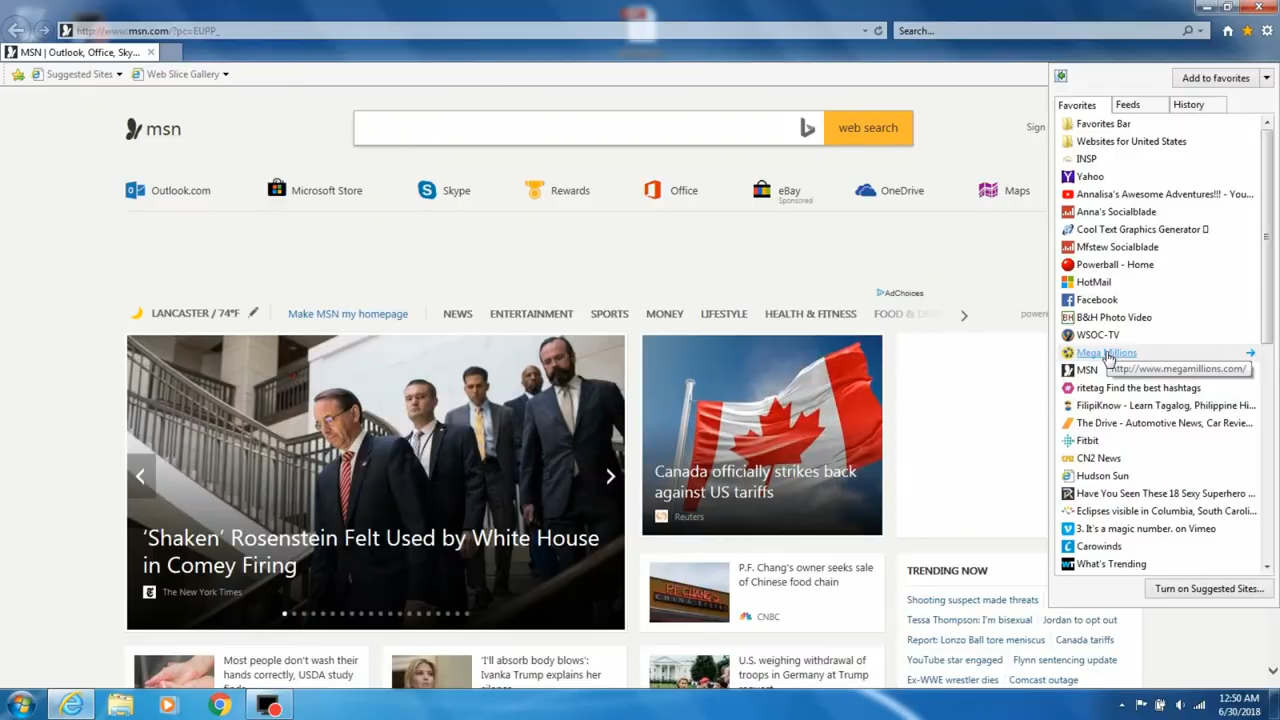 http://www.msn.com/?pc=EUPP_
Search...
MSN | Outlook, Office, Sky...
Suggested Sites
Web Slice Gallery
msn
web search
Sign
Outlook.com
Microsoft Store
Skype
Rewards
Office
eBay
Sponsored
OneDrive
Maps
AdChoices
LANCASTER / 74°F
Make MSN my homepage
NEWS
ENTERTAINMENT
SPORTS
MONEY
LIFESTYLE
HEALTH & FITNESS
FOOD &
powere
'Shaken' Rosenstein Felt Used by White House
in Comey Firing
The New York Times
Canada officially strikes back
against US tariffs
Reuters
P.F. CHANG'S
P.F. Chang's owner seeks sale
of Chinese food chain
CNBC
TRENDING NOW
Shooting suspect made threats
Tessa Thompson: I'm bisexual
Jordan to opt out
Report: Lonzo Ball tore meniscus
Canada tariffs
YouTube star engaged
Flynn sentencing update
Ex-WWE wrestler dies
Comcast outage
Most people don't wash their
hands correctly, USDA study
'I'll absorb body blows':
Ivanka Trump explains her
U.S. weighing withdrawal of
troops in Germany at Trump
Add to favorites
Favorites
Feeds
History
Favorites Bar
Websites for United States
INSP
Yahoo
Annalisa's Awesome Adventures!!! - You...
Anna's Socialblade
Cool Text Graphics Generator
Mfstew Socialblade
Powerball - Home
HotMail
Facebook
B&H Photo Video
WSOC-TV
Mega Millions
http://www.megamillions.com/
MSN
ritetag Find the best hashtags
FilipiKnow - Learn Tagalog, Philippine Hi...
The Drive - Automotive News, Car Revie...
Fitbit
CN2 News
Hudson Sun
Have You Seen These 18 Sexy Superhero ...
Eclipses visible in Columbia, South Caroli...
3. It's a magic number. on Vimeo
Carowinds
What's Trending
Turn on Suggested Sites...
12:50 AM
6/30/2018